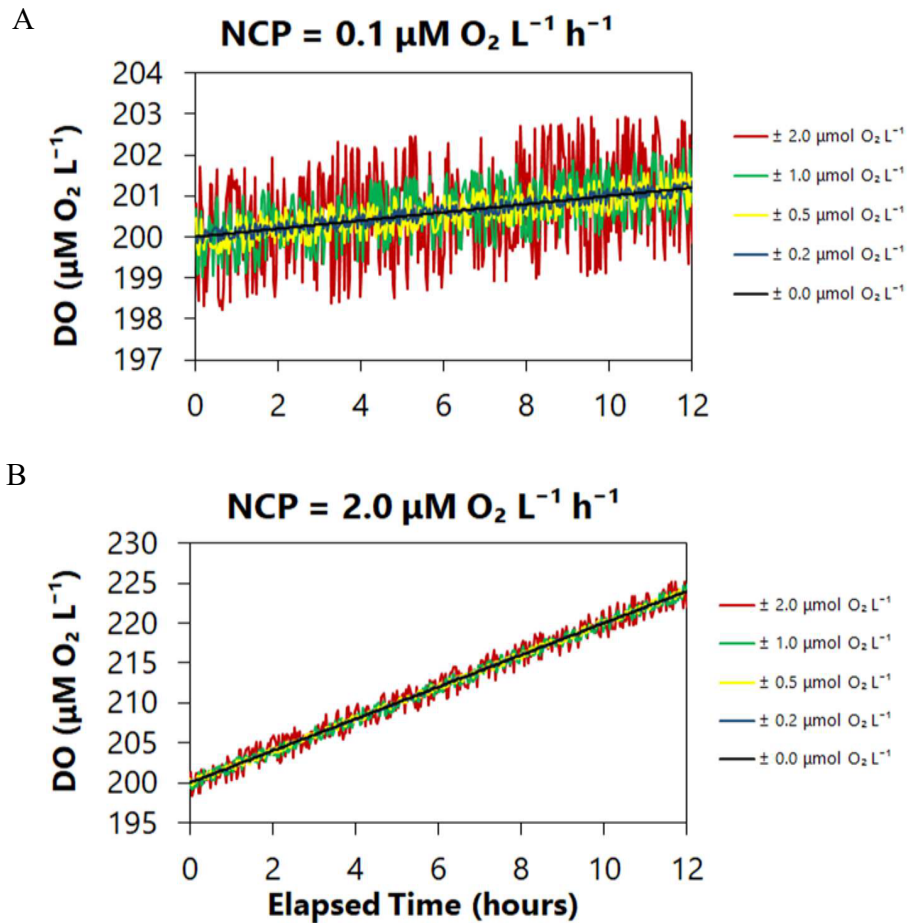 A
NCP = 0.1 µM O₂ L⁻¹ h⁻¹
DO (µM O₂ L⁻¹)
204
203
202
201
200
199
198
197
0 2 4 6 8 10 12
± 2.0 µmol O₂ L⁻¹
± 1.0 µmol O₂ L⁻¹
± 0.5 µmol O₂ L⁻¹
± 0.2 µmol O₂ L⁻¹
± 0.0 µmol O₂ L⁻¹
B
NCP = 2.0 µM O₂ L⁻¹ h⁻¹
DO (µM O₂ L⁻¹)
230
225
220
215
210
205
200
195
0 2 4 6 8 10 12
Elapsed Time (hours)
± 2.0 µmol O₂ L⁻¹
± 1.0 µmol O₂ L⁻¹
± 0.5 µmol O₂ L⁻¹
± 0.2 µmol O₂ L⁻¹
± 0.0 µmol O₂ L⁻¹